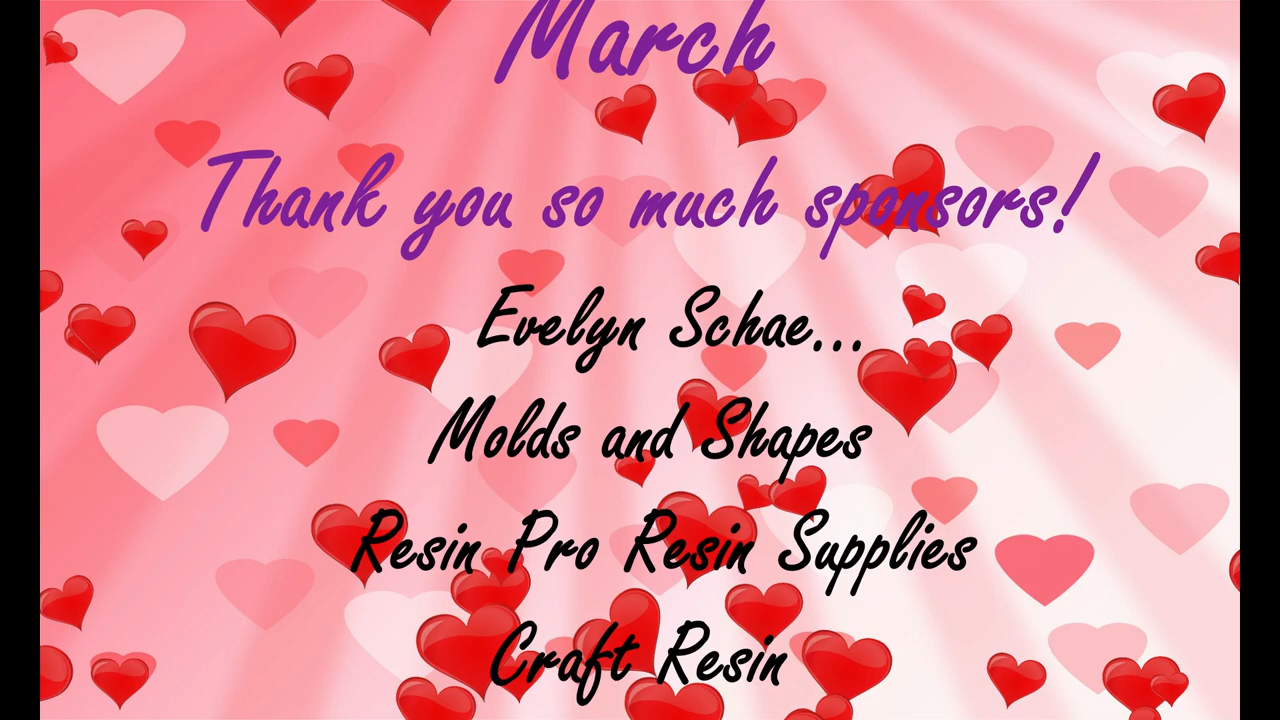 March
Thank you so much sponsors!
Evelyn Schae...
Molds and Shapes
Resin Pro Resin Supplies
Craft Resin